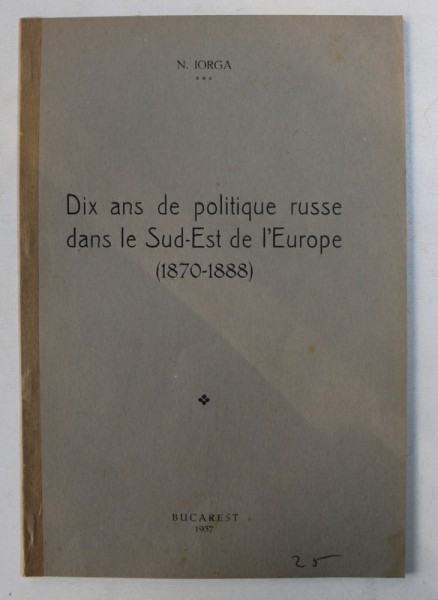 N. IORGA
***
Dix ans de politique russe
dans le Sud-Est de l'Europe
(1870-1888)
BUCAREST
1937
25